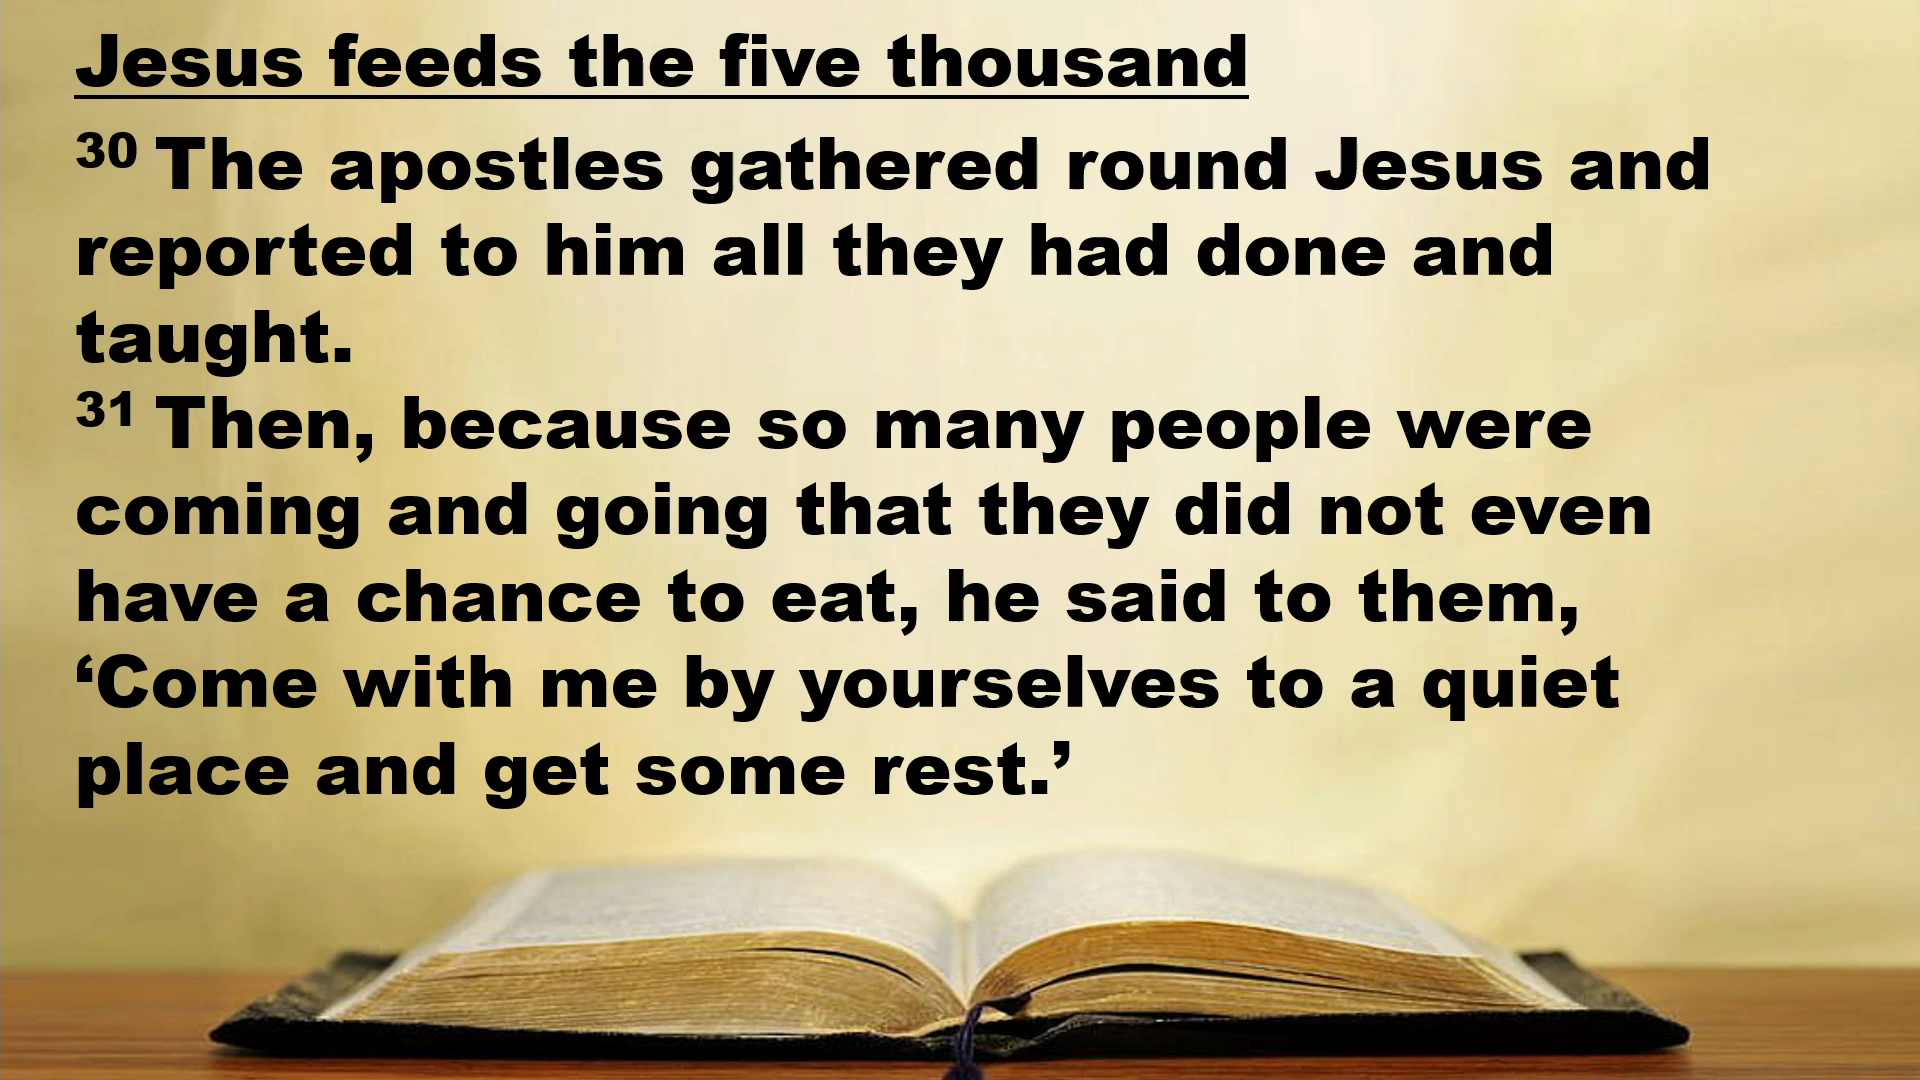 Jesus feeds the five thousand
30 The apostles gathered round Jesus and
reported to him all they had done and
taught.
31 Then, because so many people were
coming and going that they did not even
have a chance to eat, he said to them,
‘Come with me by yourselves to a quiet
place and get some rest.’